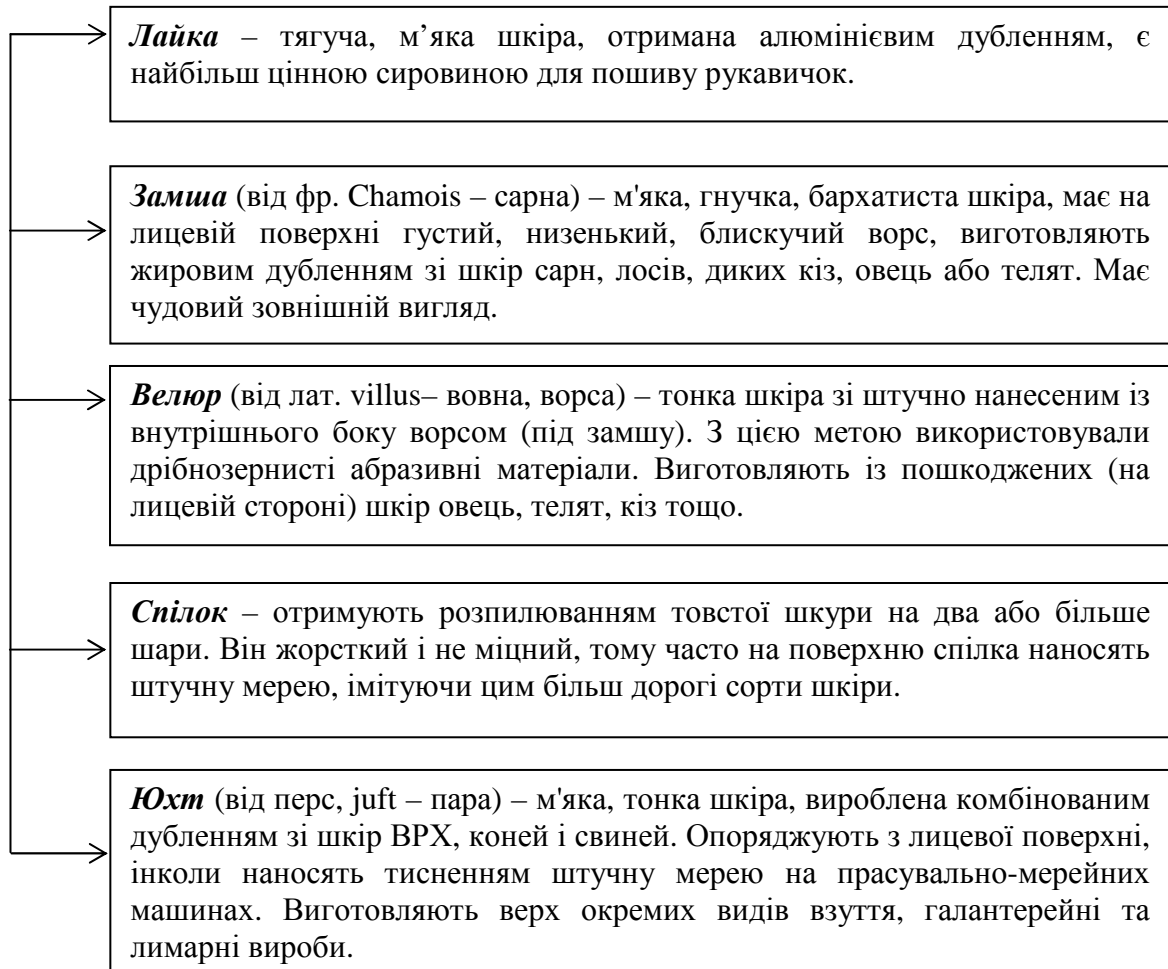 Лайка – тягуча, м’яка шкіра, отримана алюмінієвим дубленням, є
найбільш цінною сировиною для пошиву рукавичок.
Замша (від фр. Chamois – сарна) – м'яка, гнучка, бархатиста шкіра, має на
лицевій поверхні густий, низенький, блискучий ворс, виготовляють
жировим дубленням зі шкір сарн, лосів, диких кіз, овець або телят. Має
чудовий зовнішній вигляд.
Велюр (від лат. villus– вовна, ворса) – тонка шкіра зі штучно нанесеним із
внутрішнього боку ворсом (під замшу). З цією метою використовували
дрібнозернисті абразивні матеріали. Виготовляють із пошкоджених (на
лицевій стороні) шкір овець, телят, кіз тощо.
Спілок – отримують розпилюванням товстої шкури на два або більше
шари. Він жорсткий і не міцний, тому часто на поверхню спілка наносять
штучну мерею, імітуючи цим більш дорогі сорти шкіри.
Юхт (від перс, juft – пара) – м'яка, тонка шкіра, вироблена комбінованим
дубленням зі шкір ВРХ, коней і свиней. Опоряджують з лицевої поверхні,
інколи наносять тисненням штучну мерею на прасувально-мерейних
машинах. Виготовляють верх окремих видів взуття, галантерейні та
лимарні вироби.